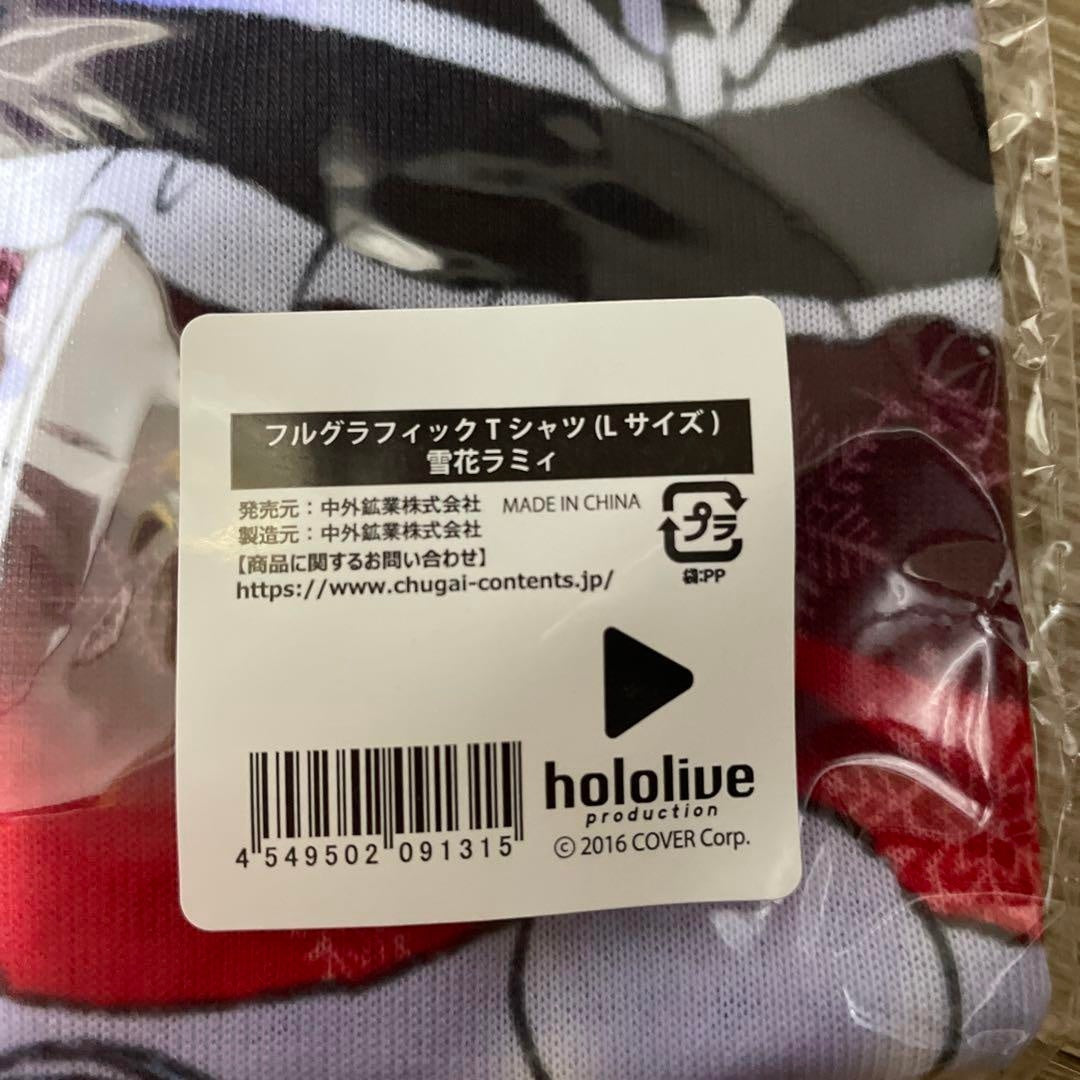 フルグラフィックTシャツ(Lサイズ)
雪花ラミィ
発売元：中外鉱業株式会社 MADE IN CHINA
製造元：中外鉱業株式会社
【商品に関するお問い合わせ】
https://www.chugai-contents.jp/
プラ
袋:PP
hololive
production
© 2016 COVER Corp.
4 549502 091315